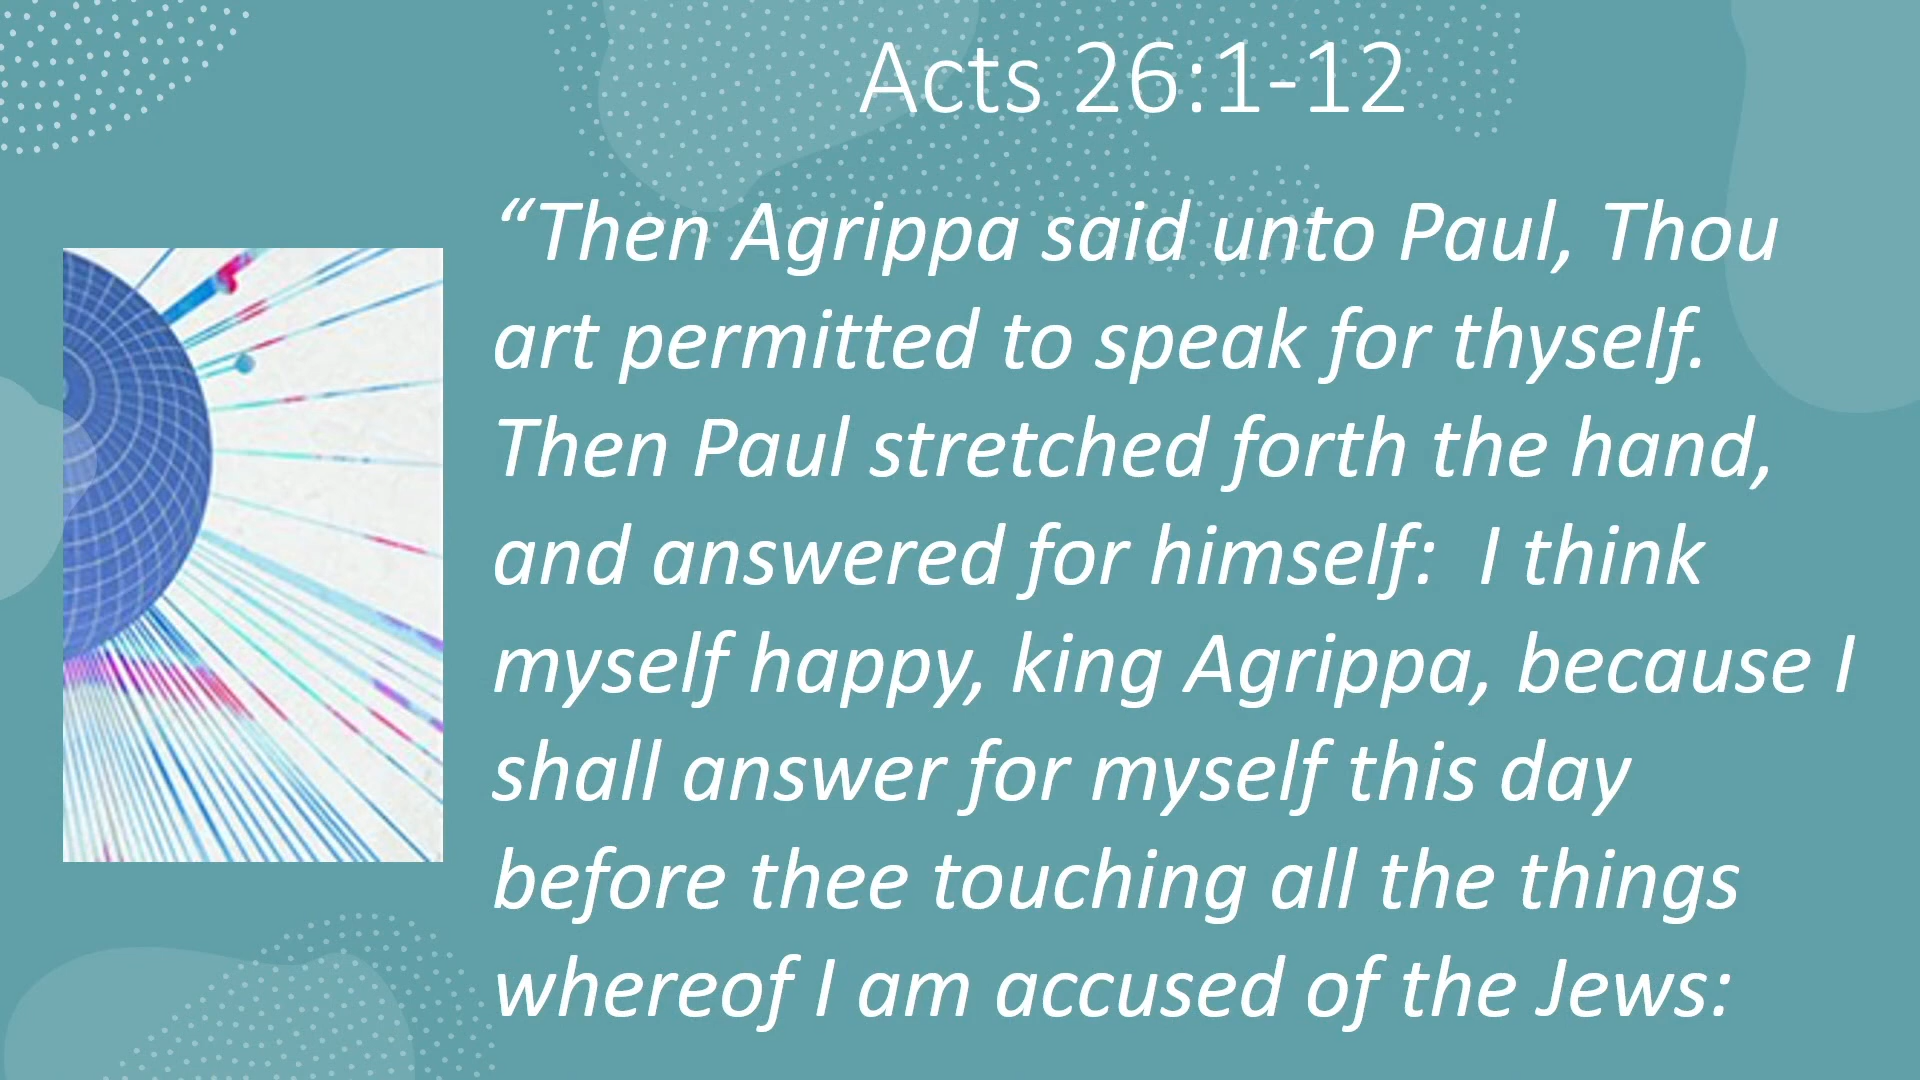 Acts 26:1-12
“Then Agrippa said unto Paul, Thou
art permitted to speak for thyself.
Then Paul stretched forth the hand,
and answered for himself:  I think
myself happy, king Agrippa, because I
shall answer for myself this day
before thee touching all the things
whereof I am accused of the Jews: